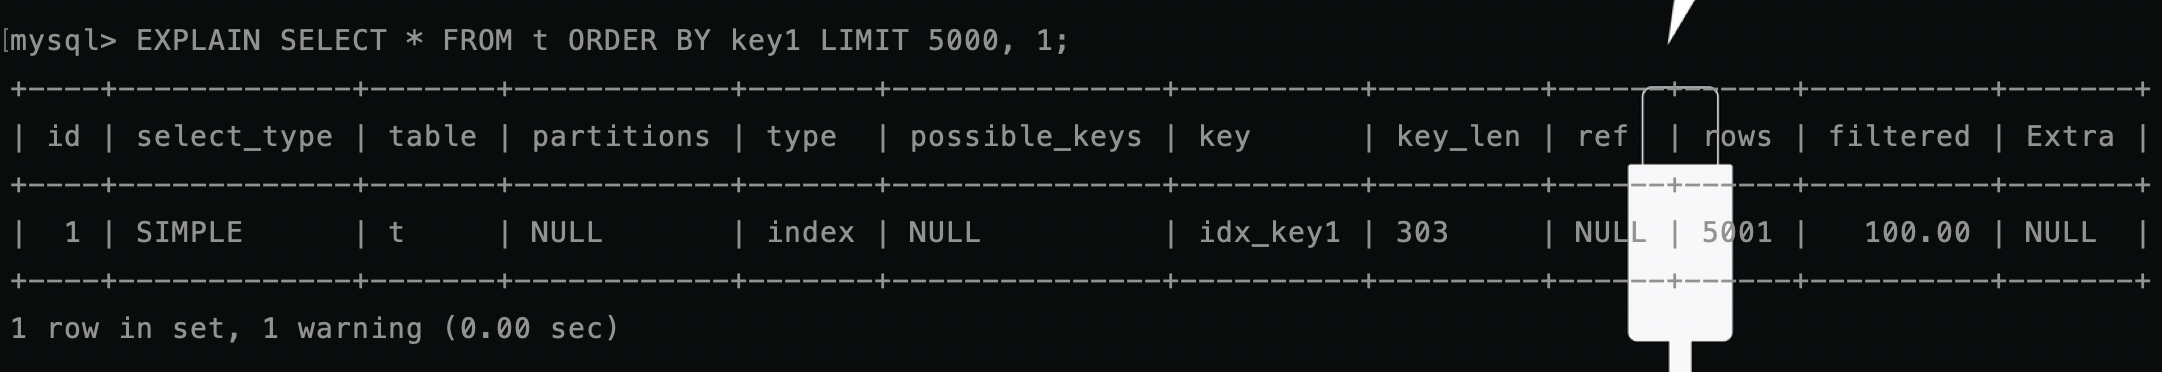 [mysql> EXPLAIN SELECT * FROM t ORDER BY key1 LIMIT 5000, 1;
+----+-------------+-------+------------+-------+---------------+----------+---------+------+------+----------+-------+
| id | select_type | table | partitions | type  | possible_keys | key      | key_len | ref  | rows | filtered | Extra |
+----+-------------+-------+------------+-------+---------------+----------+---------+------+------+----------+-------+
|  1 | SIMPLE      | t     | NULL       | index | NULL          | idx_key1 | 303     | NULL | 5001 |   100.00 | NULL  |
+----+-------------+-------+------------+-------+---------------+----------+---------+------+------+----------+-------+
1 row in set, 1 warning (0.00 sec)